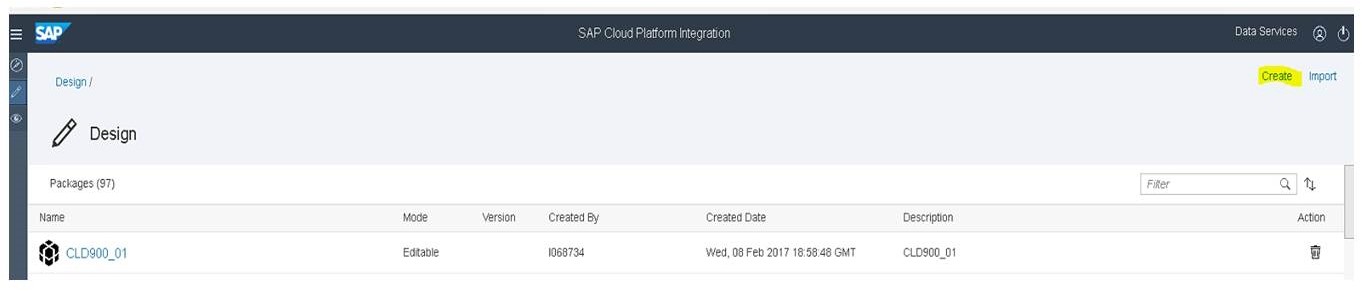 SAP SAP Cloud Platform Integration Data Services
Design / Create Import
Design
Packages (97) Filter
Name Mode Version Created By Created Date Description Action
CLD900_01 Editable I068734 Wed, 08 Feb 2017 18:58:48 GMT CLD900_01